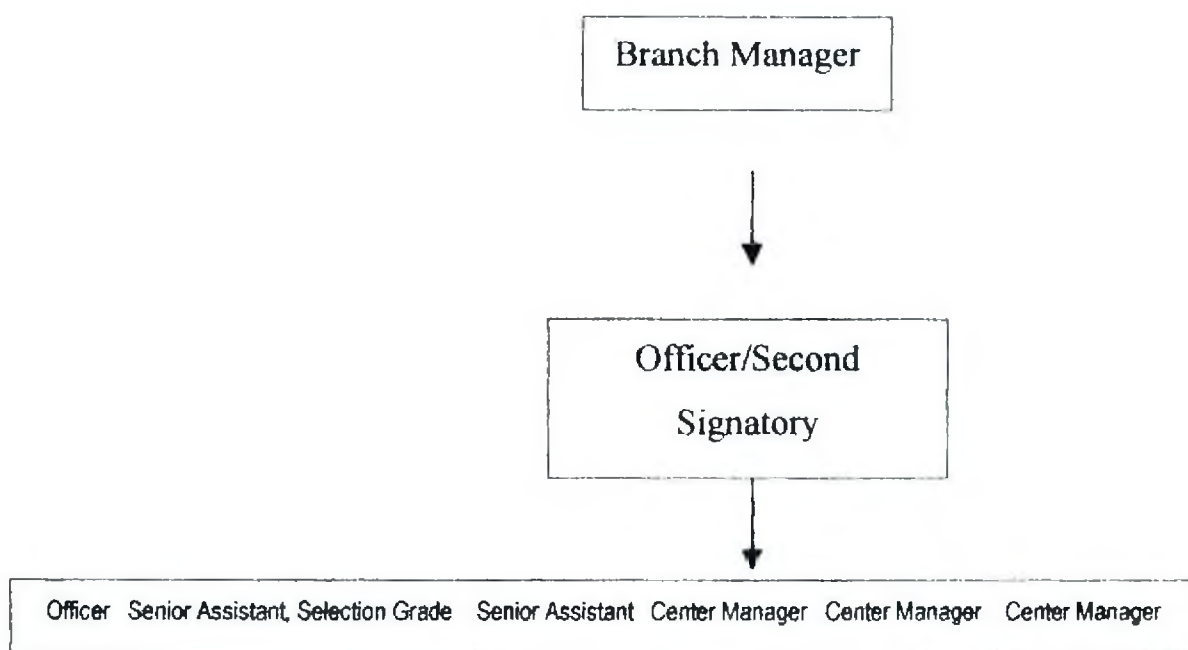 Branch Manager
Officer/Second
Signatory
Officer Senior Assistant, Selection Grade Senior Assistant Center Manager Center Manager Center Manager